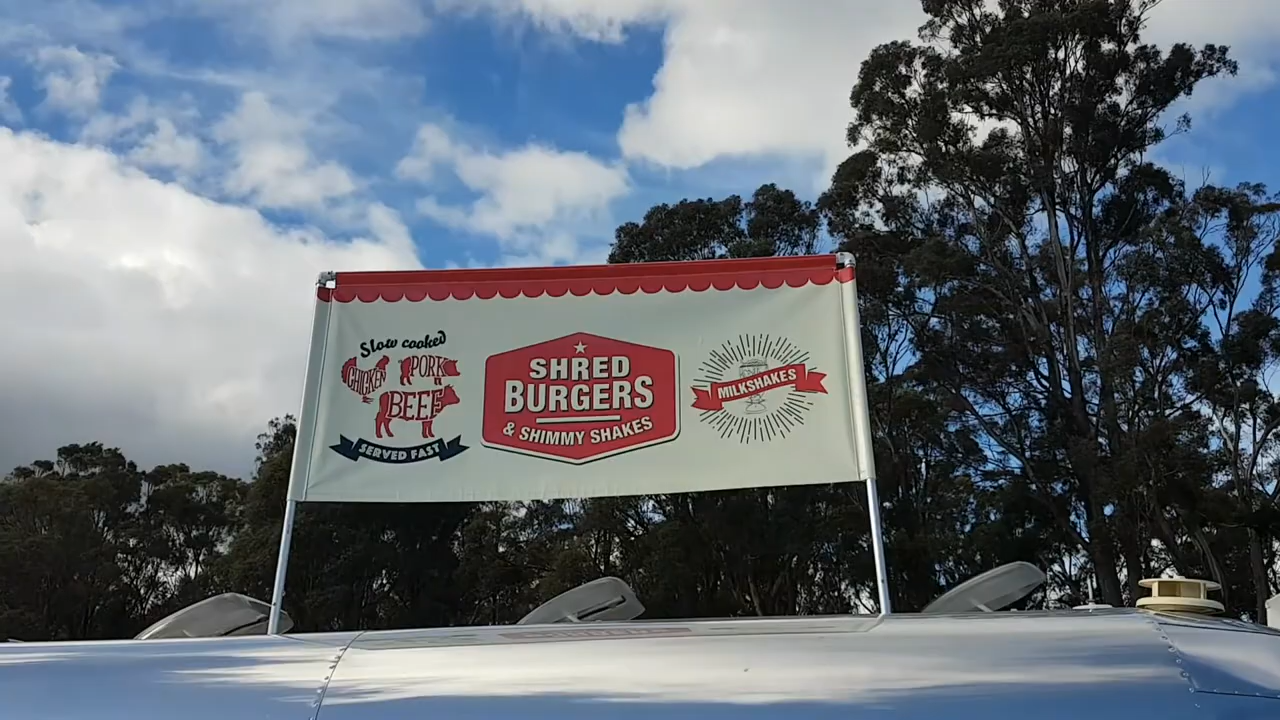 Slow cooked
CHICKEN
PORK
BEEF
SERVED FAST
SHRED
BURGERS
& SHIMMY SHAKES
MILKSHAKES